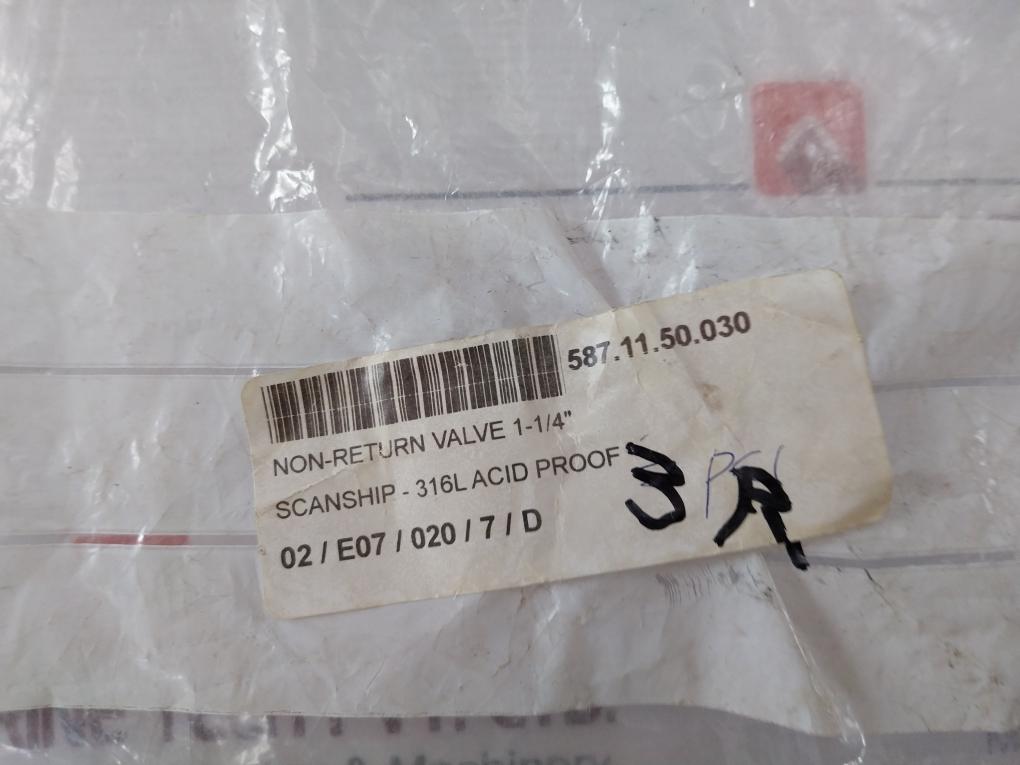 587.11.50.030
NON-RETURN VALVE 1-1/4"
SCANSHIP - 316L ACID PROOF
3
02 / E07 / 020 / 7 / D
& Machinery